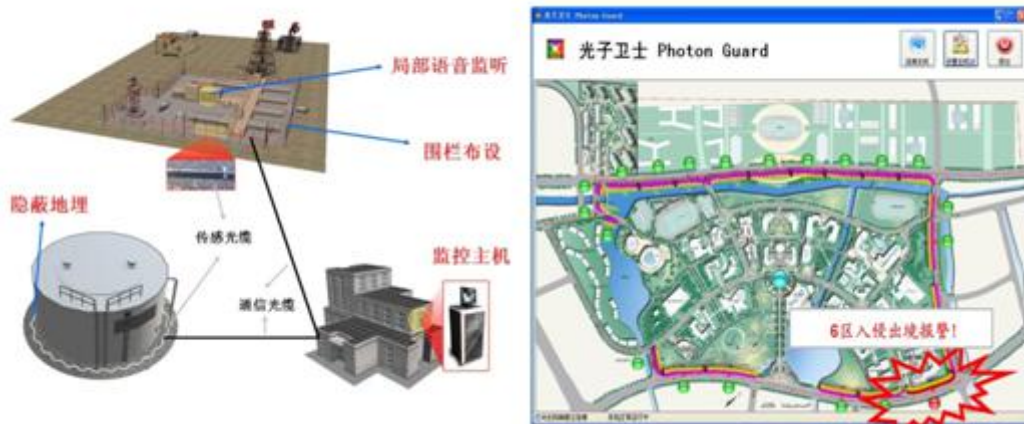 局部语音监听
围栏布设
隐蔽地埋
传感光缆
监控主机
通信光缆
Photon Guard
光子卫士 Photon Guard
6区入侵出境报警!